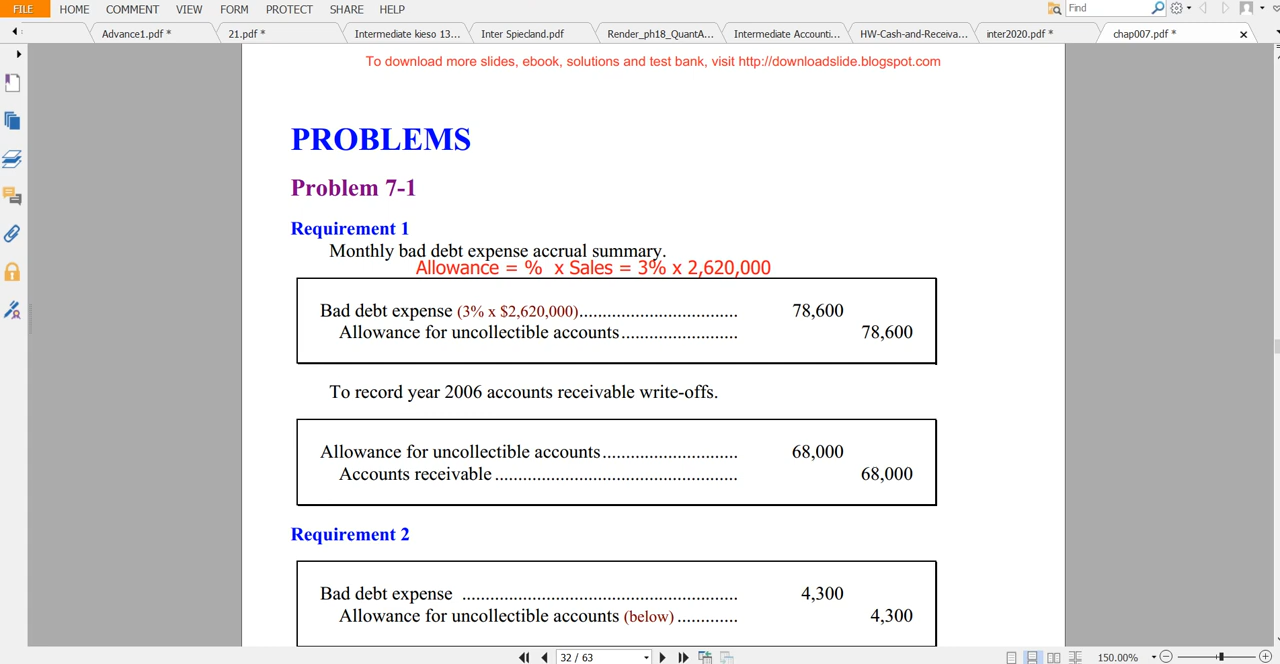 FILE HOME COMMENT VIEW FORM PROTECT SHARE HELP Find
Advance1.pdf * 21.pdf * Intermediate kieso 13... Inter Spiecland.pdf Render_ph18_QuantA... Intermediate Accounti... HW-Cash-and-Receiva... inter2020.pdf * chap007.pdf *
To download more slides, ebook, solutions and test bank, visit http://downloadslide.blogspot.com
PROBLEMS
Problem 7-1
Requirement 1
Monthly bad debt expense accrual summary.
Allowance = % x Sales = 3% x 2,620,000
Bad debt expense (3% x $2,620,000).................................. 78,600
Allowance for uncollectible accounts......................... 78,600
To record year 2006 accounts receivable write-offs.
Allowance for uncollectible accounts............................. 68,000
Accounts receivable.................................................... 68,000
Requirement 2
Bad debt expense ........................................................... 4,300
Allowance for uncollectible accounts (below)............. 4,300
32 / 63 150.00%